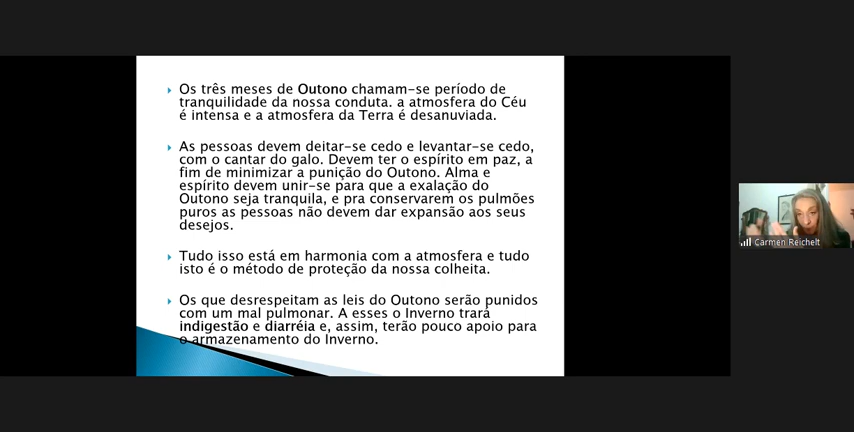 Os três meses de Outono chamam-se período de
tranquilidade da nossa conduta. a atmosfera do Céu
é intensa e a atmosfera da Terra é desanuviada.
As pessoas devem deitar-se cedo e levantar-se cedo,
com o cantar do galo. Devem ter o espírito em paz, a
fim de minimizar a punição do Outono. Alma e
espírito devem unir-se para que a exalação do
Outono seja tranquila, e pra conservarem os pulmões
puros as pessoas não devem dar expansão aos seus
desejos.
Tudo isso está em harmonia com a atmosfera e tudo
isto é o método de proteção da nossa colheita.
Os que desrespeitam as leis do Outono serão punidos
com um mal pulmonar. A esses o Inverno trará
indigestão e diarréia e, assim, terão pouco apoio para
o armazenamento do Inverno.
Carmen Reichelt